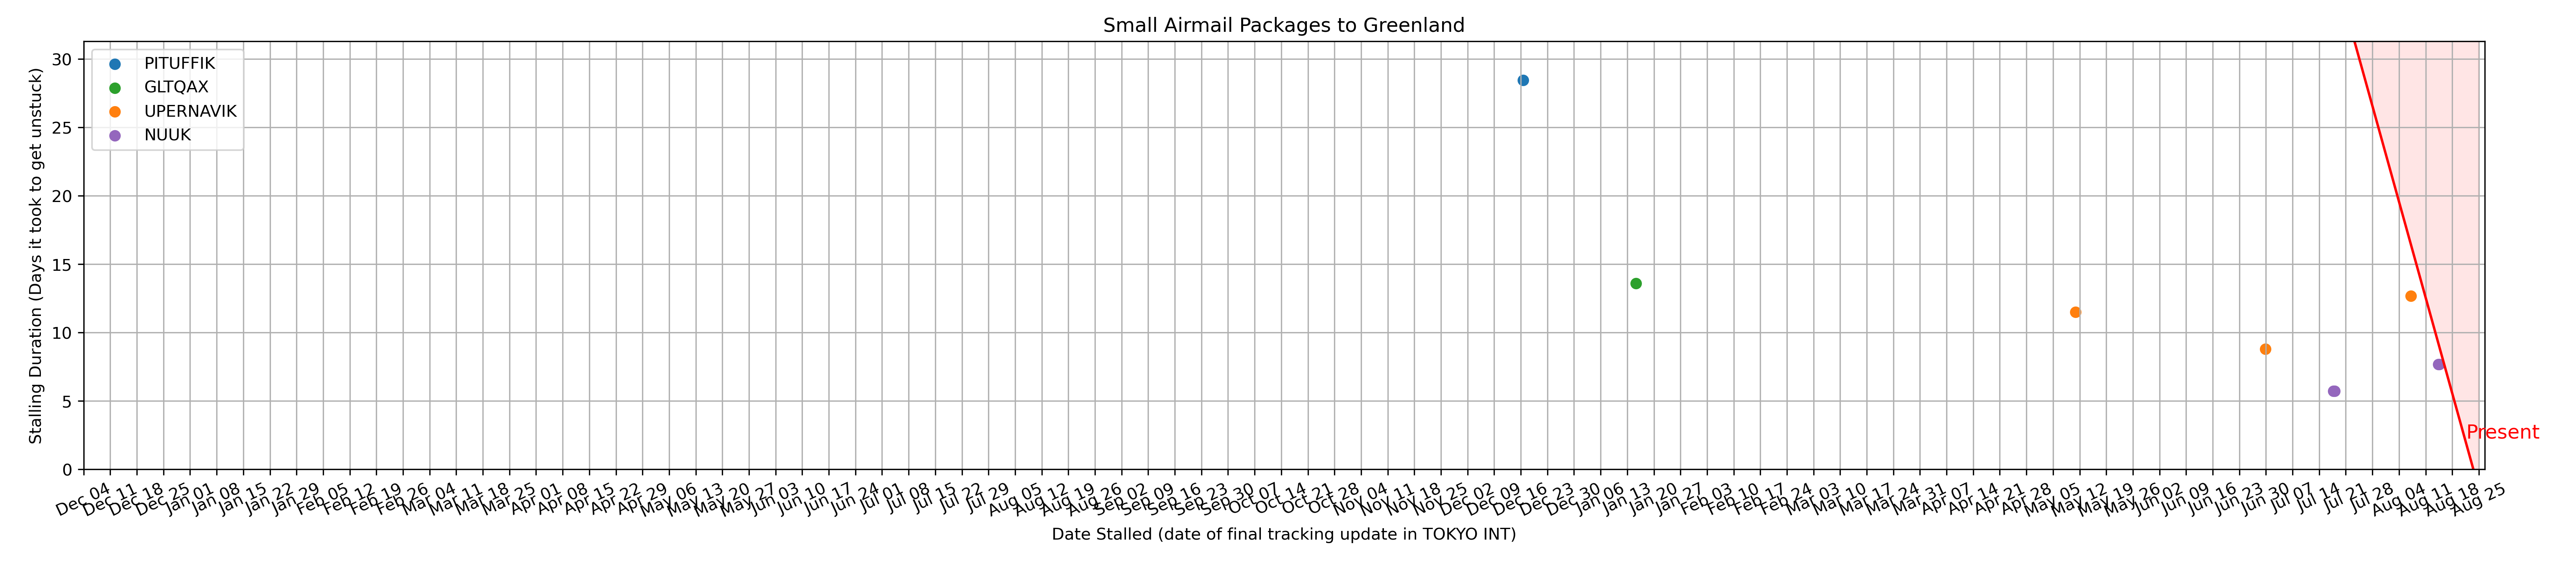 Small Airmail Packages to Greenland
PITUFFIK
GLTQAX
UPERNAVIK
NUUK
30
25
20
15
10
5
0
Stalling Duration (Days it took to get unstuck)
Present
Dec 04 Dec 11 Dec 18 Dec 25 Jan 01 Jan 08 Jan 15 Jan 22 Jan 29 Feb 05 Feb 12 Feb 19 Feb 26 Mar 04 Mar 11 Mar 18 Mar 25 Apr 01 Apr 08 Apr 15 Apr 22 Apr 29 May 06 May 13 May 20 May 27 Jun 03 Jun 10 Jun 17 Jun 24 Jul 01 Jul 08 Jul 15 Jul 22 Jul 29 Aug 05 Aug 12 Aug 19 Aug 26 Sep 02 Sep 09 Sep 16 Sep 23 Sep 30 Oct 07 Oct 14 Oct 21 Oct 28 Nov 04 Nov 11 Nov 18 Nov 25 Dec 02 Dec 09 Dec 16 Dec 23 Dec 30 Jan 06 Jan 13 Jan 20 Jan 27 Feb 03 Feb 10 Feb 17 Feb 24 Mar 03 Mar 10 Mar 17 Mar 24 Mar 31 Apr 07 Apr 14 Apr 21 Apr 28 May 05 May 12 May 19 May 26 Jun 02 Jun 09 Jun 16 Jun 23 Jun 30 Jul 07 Jul 14 Jul 21 Jul 28 Aug 04 Aug 11 Aug 18 Aug 25
Date Stalled (date of final tracking update in TOKYO INT)